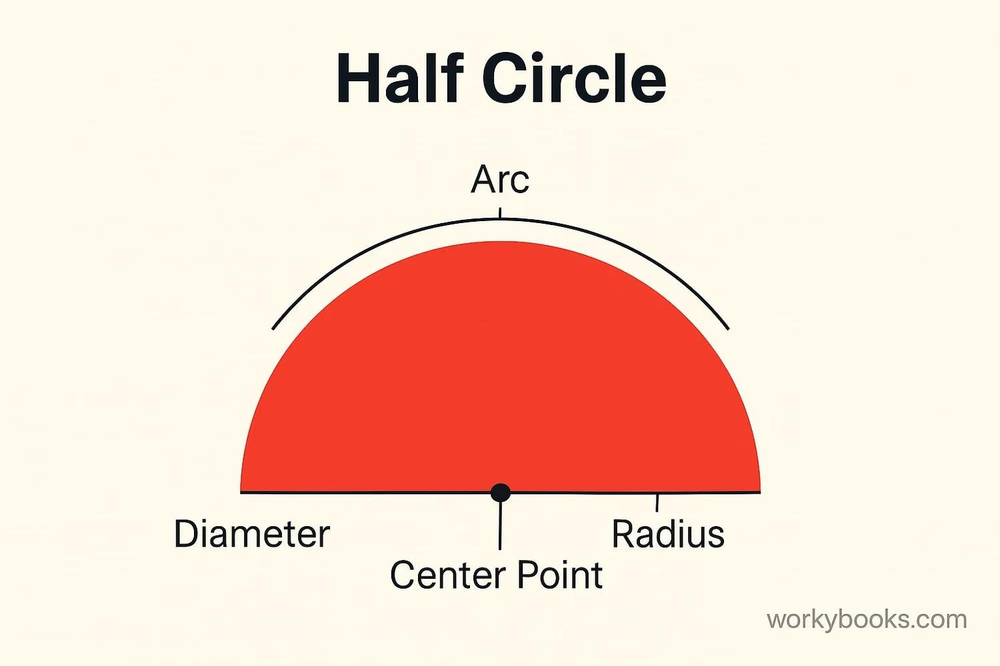 Half Circle
Arc
Diameter
Radius
Center Point
workybooks.com